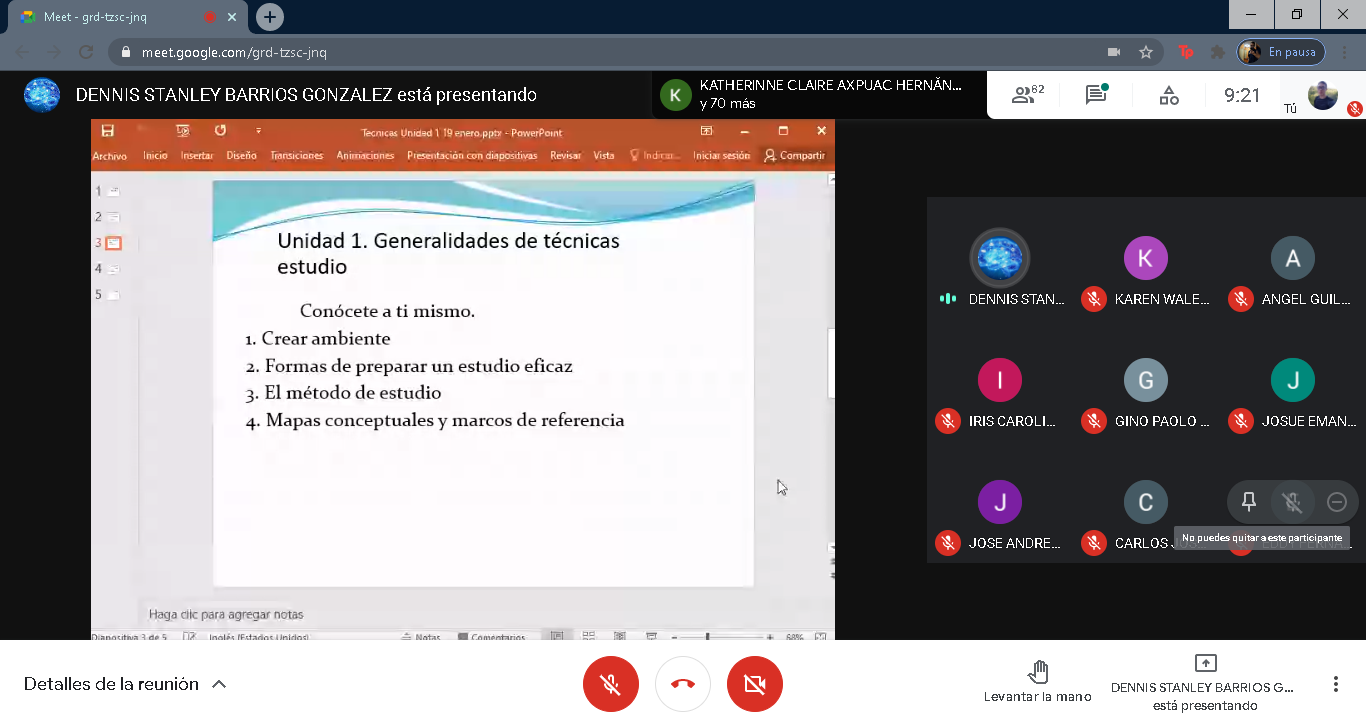 Meet - grd-tzsc-jnq
meet.google.com/grd-tzsc-jnq
Tp
En pausa
DENNIS STANLEY BARRIOS GONZALEZ está presentando
K
KATHERINNE CLAIRE AXPUAC HERNÁN...
y 70 más
62
9:21
Tú
Tecnicas Unidad 1 19 enero.pptx - PowerPoint
Archivo Inicio Insertar Diseño Transiciones Animaciones Presentación con diapositivas Revisar Vista Indicar... Iniciar sesión Compartir
1
2
3
4
5
Unidad 1. Generalidades de técnicas
estudio
Conócete a ti mismo.
1. Crear ambiente
2. Formas de preparar un estudio eficaz
3. El método de estudio
4. Mapas conceptuales y marcos de referencia
Haga clic para agregar notas
Diapositiva 3 de 5 Inglés (Estados Unidos) Notas Comentarios 68%
K A
DENNIS STAN... KAREN WALE... ANGEL GUIL...
I G J
IRIS CAROLI... GINO PAOLO ... JOSUE EMAN...
J C
JOSE ANDRE... CARLOS
No puedes quitar a este participante
Detalles de la reunión
Levantar la mano
DENNIS STANLEY BARRIOS G...
está presentando